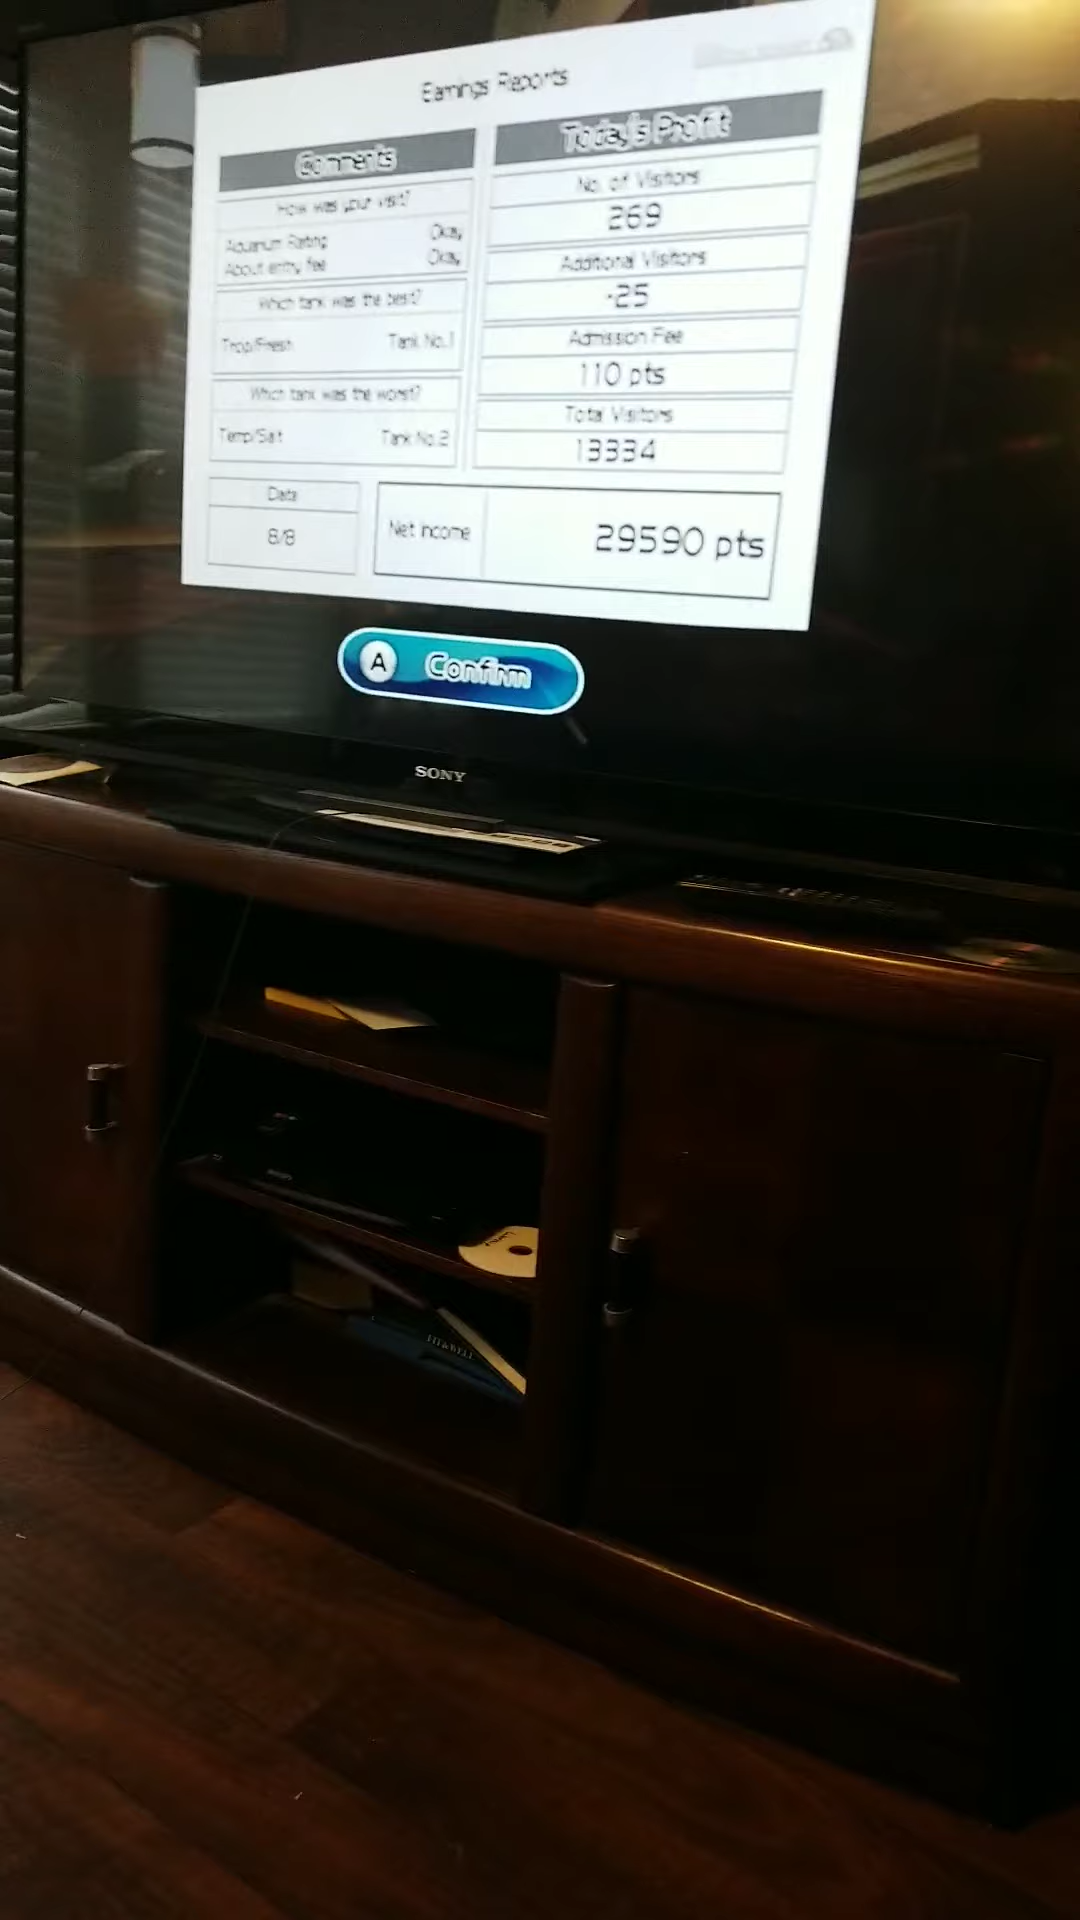 Earnings Reports
Comments
How was your visit?
Aquarium Rating Okay
About entry fee Okay
Which tank was the best?
Trop/Fresh Tank No.1
Which tank was the worst?
Temp/Salt Tank No.2
Date
8/8
Today's Profit
No. of Visitors
269
Additional Visitors
-25
Admission Fee
110 pts
Total Visitors
13334
Net income 29590 pts
A Confirm
SONY
FIT & WELL